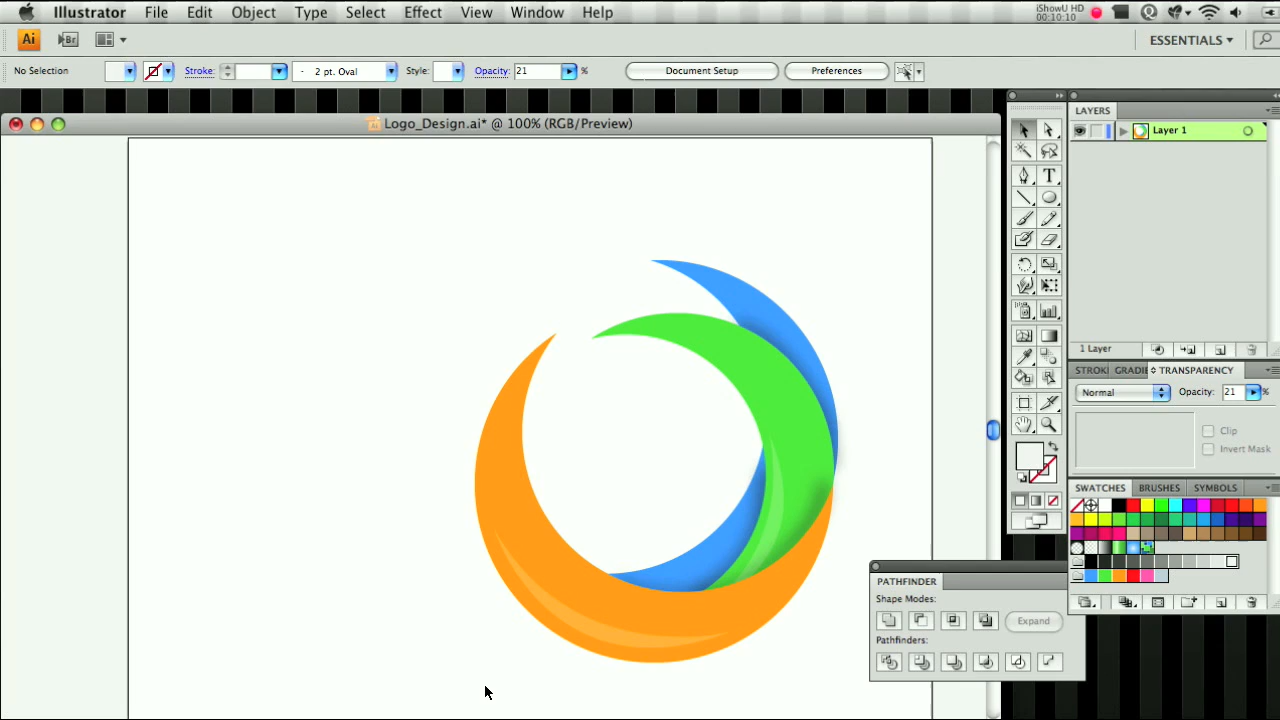 Illustrator File Edit Object Type Select Effect View Window Help
iShowU HD
00:10:10
Ai Br ESSENTIALS
No Selection Stroke: 2 pt. Oval Style: Opacity: 21 % Document Setup Preferences
Logo_Design.ai* @ 100% (RGB/Preview)
LAYERS
Layer 1
T
1 Layer
STROK GRADIE TRANSPARENCY
Normal Opacity: 21 %
Clip
Invert Mask
SWATCHES BRUSHES SYMBOLS
PATHFINDER
Shape Modes:
Expand
Pathfinders: